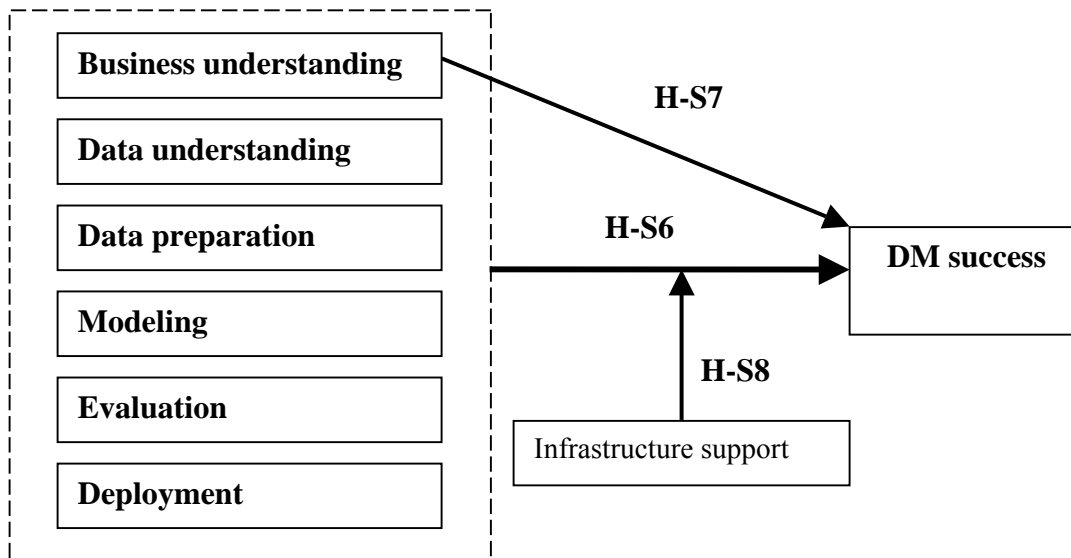 Business understanding
H-S7
Data understanding
Data preparation
H-S6
DM success
Modeling
H-S8
Evaluation
Infrastructure support
Deployment